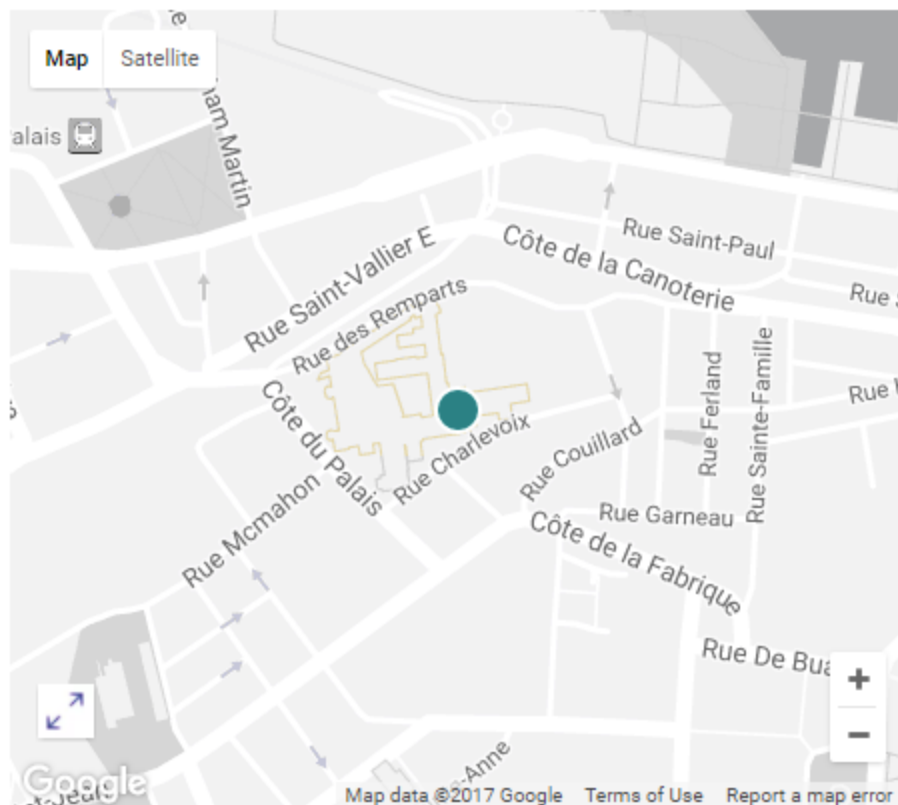 Map Satellite
alais
ham Martin
Rue Saint-Vallier E
Côte de la Canoterie
Rue Saint-Paul
Rue des Remparts
Côte du Palais
Rue Charlevoix
Rue Couillard
Rue Ferland
Rue Sainte-Famille
Rue Garneau
Rue Mcmahon
Côte de la Fabrique
Rue De Bua
+
−
-Anne
Google
Map data ©2017 Google Terms of Use Report a map error